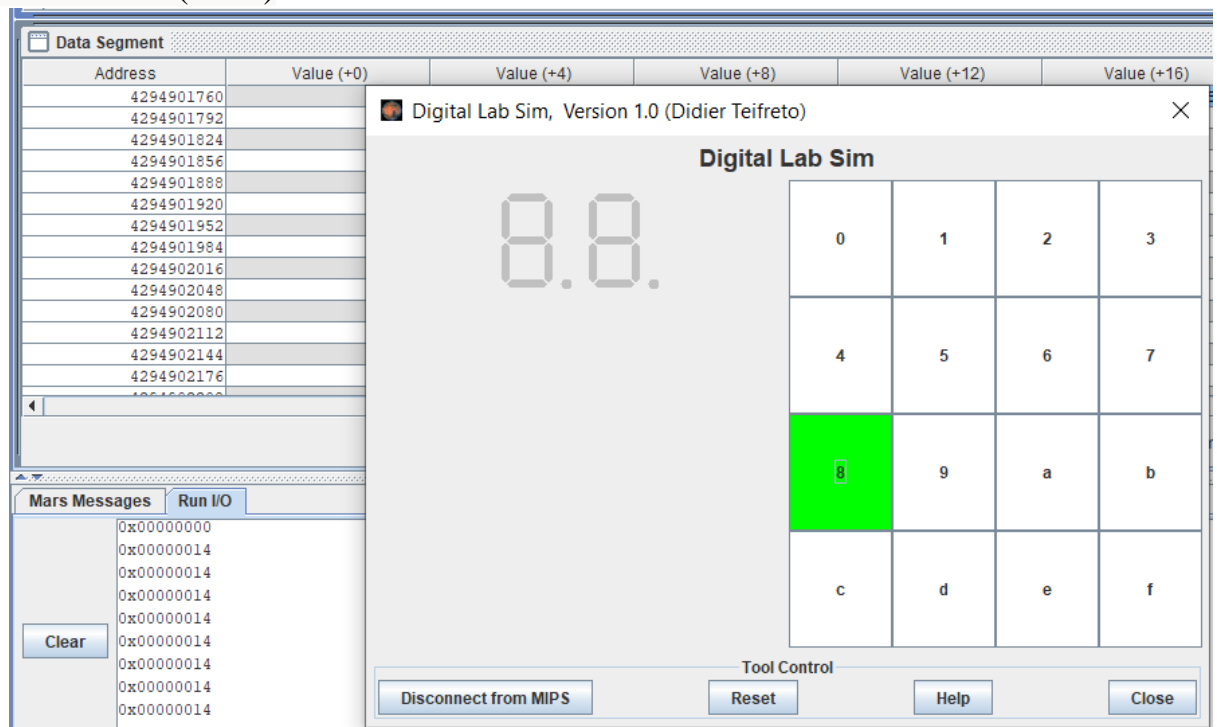 Data Segment
Address Value (+0) Value (+4) Value (+8) Value (+12) Value (+16)
4294901760
4294901792
4294901824
4294901856
4294901888
4294901920
4294901952
4294901984
4294902016
4294902048
4294902080
4294902112
4294902144
4294902176
Digital Lab Sim, Version 1.0 (Didier Teifreto)
Digital Lab Sim
8.8.
0 1 2 3
4 5 6 7
8 9 a b
c d e f
Tool Control
Disconnect from MIPS Reset Help Close
Mars Messages Run I/O
Clear
0x00000000
0x00000014
0x00000014
0x00000014
0x00000014
0x00000014
0x00000014
0x00000014
0x00000014